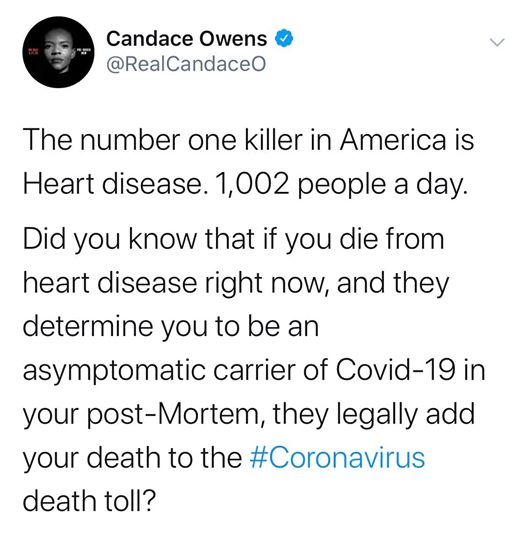 Candace Owens
@RealCandaceO
The number one killer in America is
Heart disease. 1,002 people a day.
Did you know that if you die from
heart disease right now, and they
determine you to be an
asymptomatic carrier of Covid-19 in
your post-Mortem, they legally add
your death to the #Coronavirus
death toll?